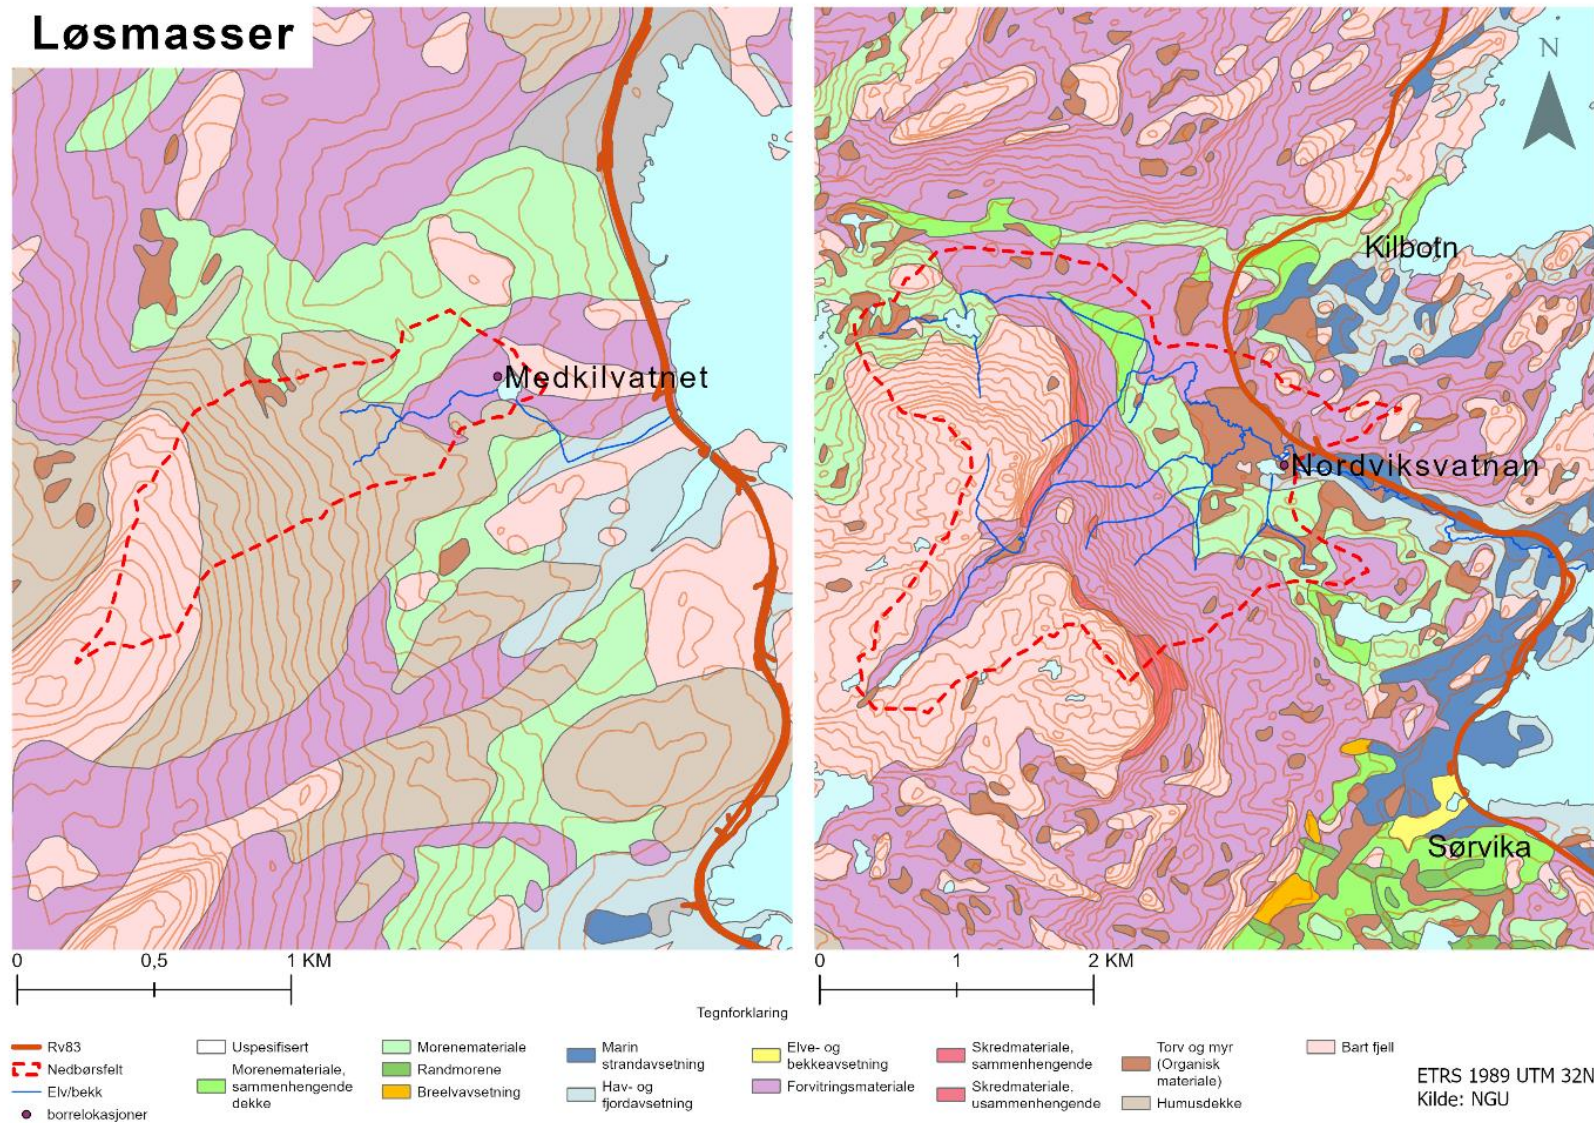 Løsmasser
N
Kilbotn
Medkilvatnet
Nordviksvatnan
Sørvika
0 0,5 1 KM
0 1 2 KM
Tegnforklaring
Rv83
Nedbørsfelt
Elv/bekk
borrelokasjoner
Uspesifisert
Morenemateriale,
sammenhengende
dekke
Morenemateriale
Randmorene
Breelvavsetning
Marin
strandavsetning
Hav- og
fjordavsetning
Elve- og
bekkeavsetning
Forvitringsmateriale
Skredmateriale,
sammenhengende
Skredmateriale,
usammenhengende
Torv og myr
(Organisk
materiale)
Humusdekke
Bart fjell
ETRS 1989 UTM 32N
Kilde: NGU